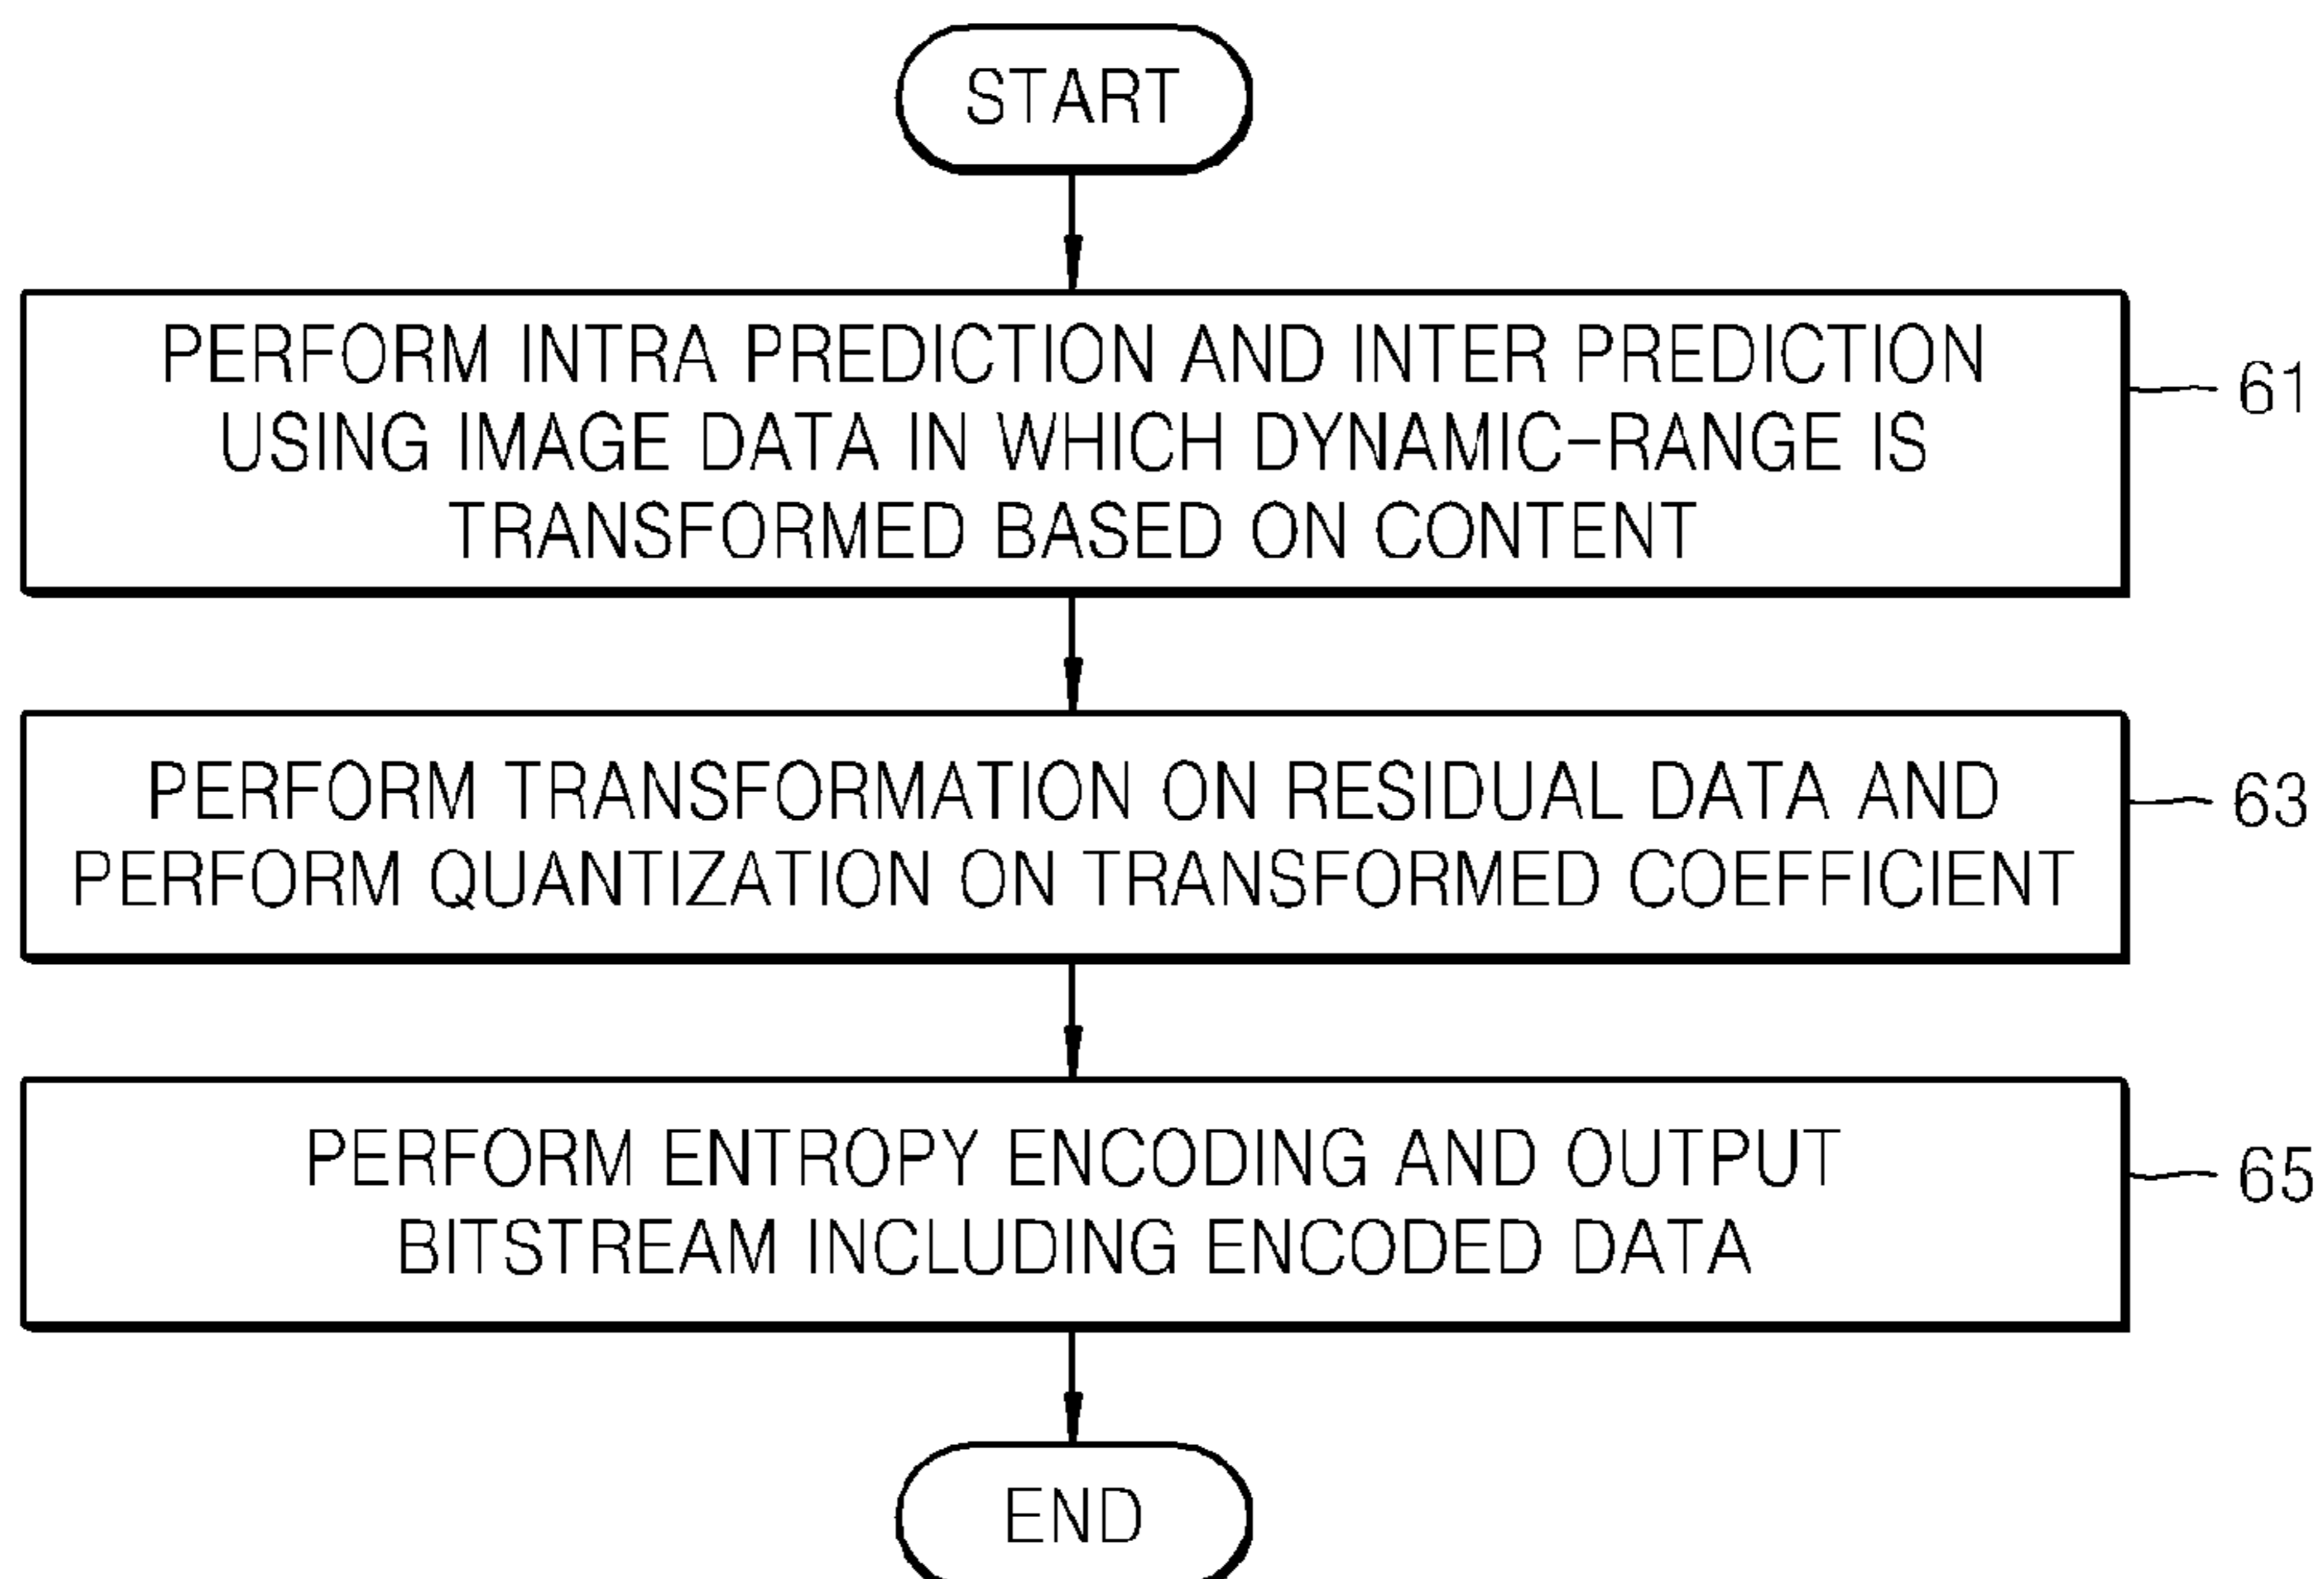 START
PERFORM INTRA PREDICTION AND INTER PREDICTION
USING IMAGE DATA IN WHICH DYNAMIC-RANGE IS
TRANSFORMED BASED ON CONTENT
61
PERFORM TRANSFORMATION ON RESIDUAL DATA AND
PERFORM QUANTIZATION ON TRANSFORMED COEFFICIENT
63
PERFORM ENTROPY ENCODING AND OUTPUT
BITSTREAM INCLUDING ENCODED DATA
65
END